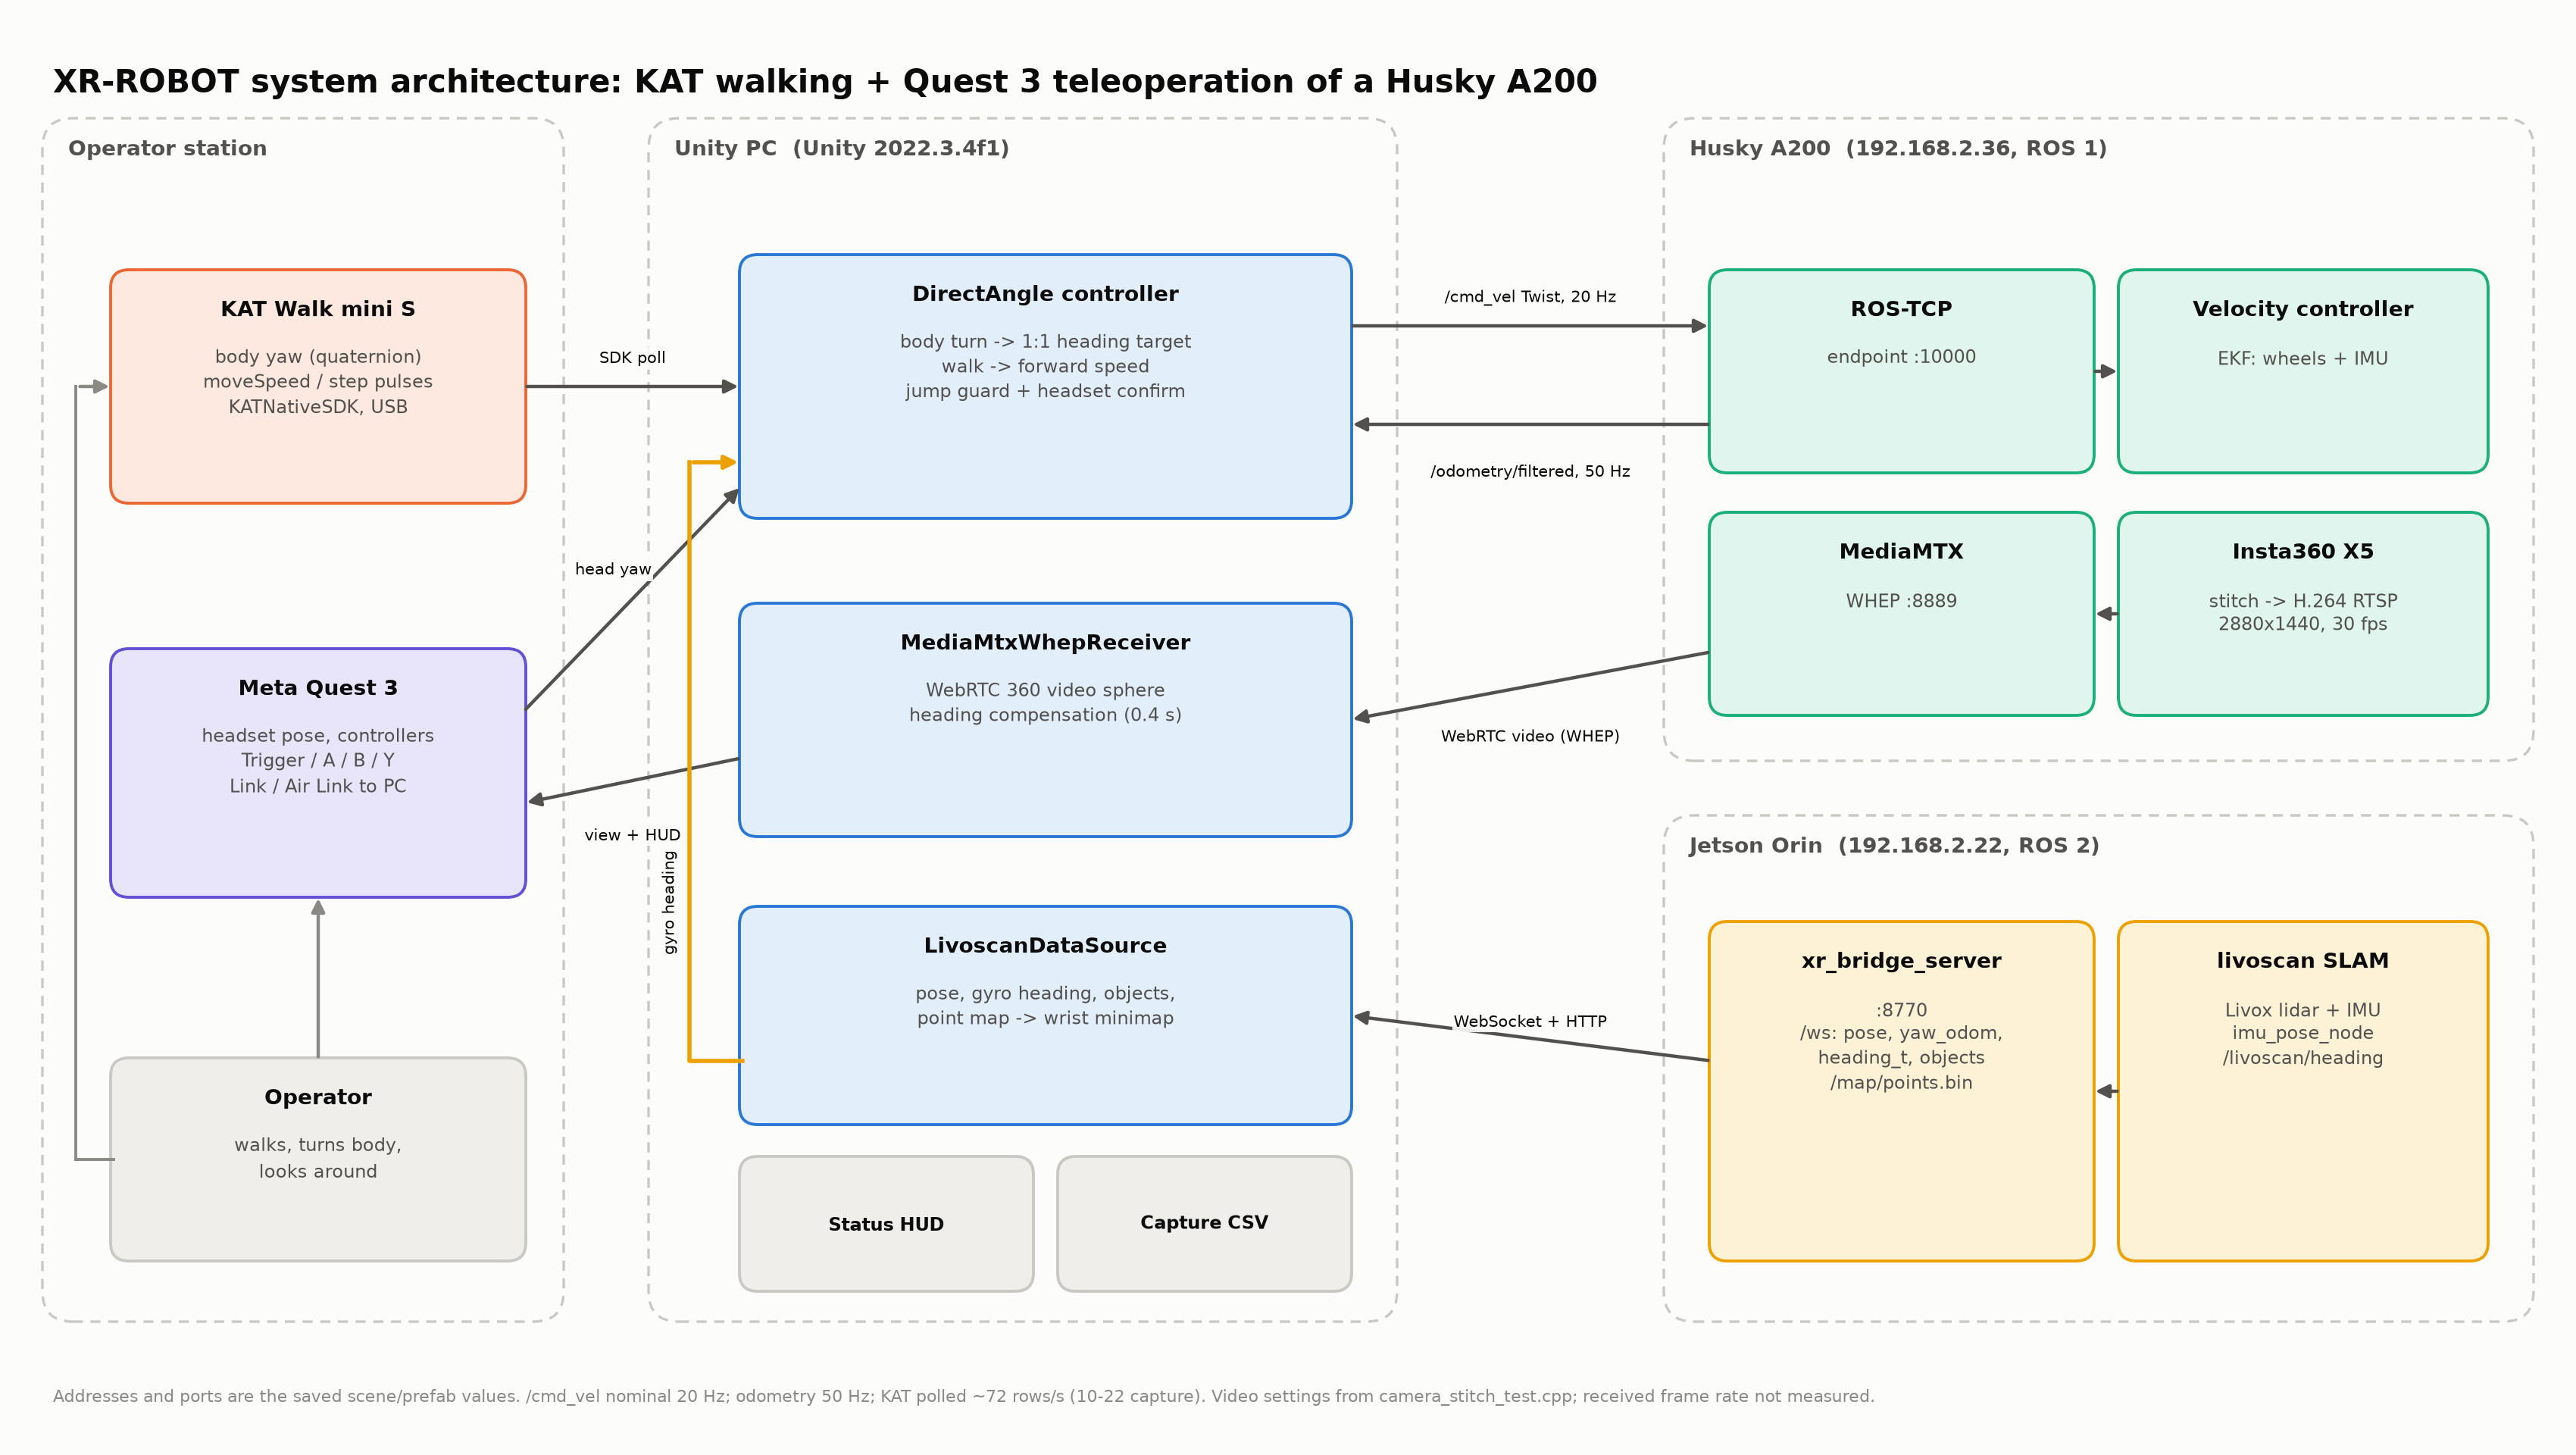 XR-ROBOT system architecture: KAT walking + Quest 3 teleoperation of a Husky A200
Operator station
KAT Walk mini S
body yaw (quaternion)
moveSpeed / step pulses
KATNativeSDK, USB
Meta Quest 3
headset pose, controllers
Trigger / A / B / Y
Link / Air Link to PC
Operator
walks, turns body,
looks around
SDK poll
head yaw
view + HUD
gyro heading
Unity PC  (Unity 2022.3.4f1)
DirectAngle controller
body turn -> 1:1 heading target
walk -> forward speed
jump guard + headset confirm
MediaMtxWhepReceiver
WebRTC 360 video sphere
heading compensation (0.4 s)
LivoscanDataSource
pose, gyro heading, objects,
point map -> wrist minimap
Status HUD
Capture CSV
/cmd_vel Twist, 20 Hz
/odometry/filtered, 50 Hz
WebRTC video (WHEP)
WebSocket + HTTP
Husky A200  (192.168.2.36, ROS 1)
ROS-TCP
endpoint :10000
Velocity controller
EKF: wheels + IMU
MediaMTX
WHEP :8889
Insta360 X5
stitch -> H.264 RTSP
2880x1440, 30 fps
Jetson Orin  (192.168.2.22, ROS 2)
xr_bridge_server
:8770
/ws: pose, yaw_odom,
heading_t, objects
/map/points.bin
livoscan SLAM
Livox lidar + IMU
imu_pose_node
/livoscan/heading
Addresses and ports are the saved scene/prefab values. /cmd_vel nominal 20 Hz; odometry 50 Hz; KAT polled ~72 rows/s (10-22 capture). Video settings from camera_stitch_test.cpp; received frame rate not measured.